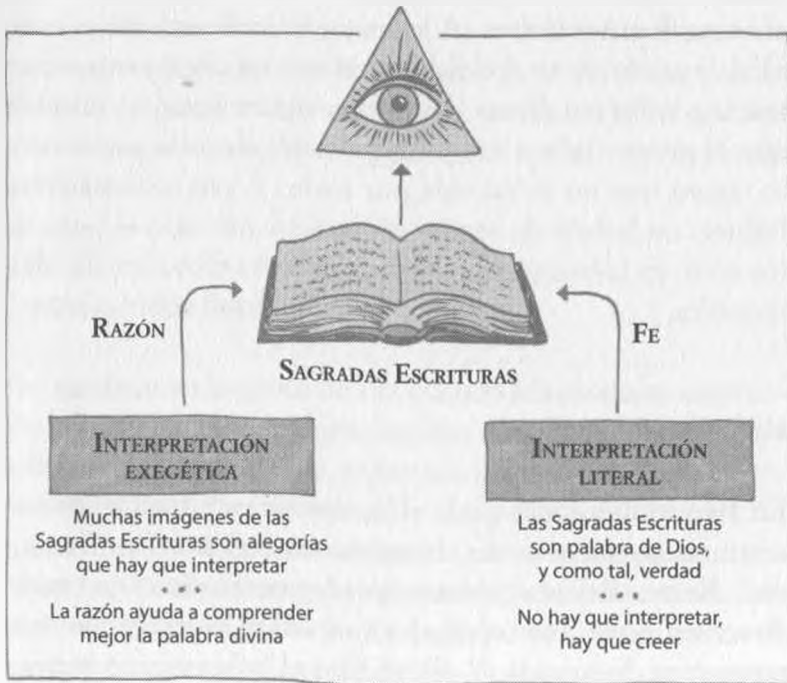 RAZÓN
FE
SAGRADAS ESCRITURAS
INTERPRETACIÓN
EXEGÉTICA
Muchas imágenes de las
Sagradas Escrituras son alegorías
que hay que interpretar
• • •
La razón ayuda a comprender
mejor la palabra divina
INTERPRETACIÓN
LITERAL
Las Sagradas Escrituras
son palabra de Dios,
y como tal, verdad
• • •
No hay que interpretar,
hay que creer